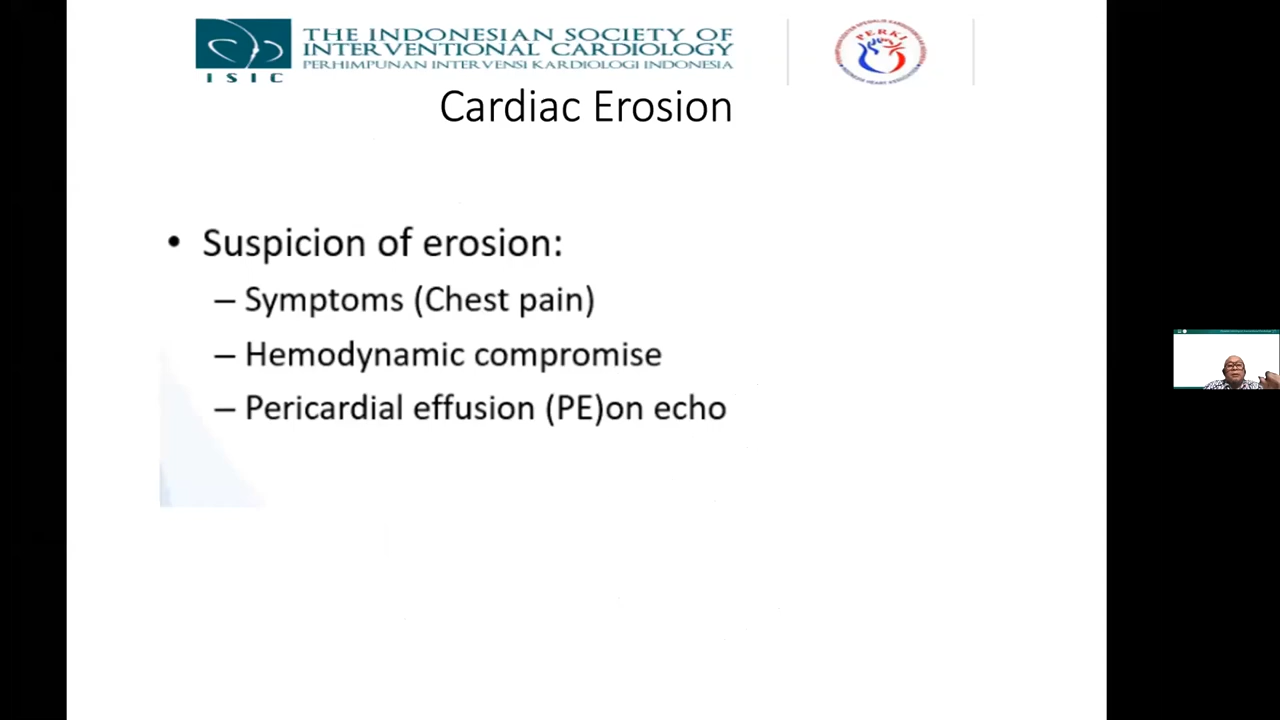 THE INDONESIAN SOCIETY OF
INTERVENTIONAL CARDIOLOGY
PERHIMPUNAN INTERVENSI KARDIOLOGI INDONESIA
ISIC
PERKI
Cardiac Erosion
• Suspicion of erosion:
– Symptoms (Chest pain)
– Hemodynamic compromise
– Pericardial effusion (PE)on echo